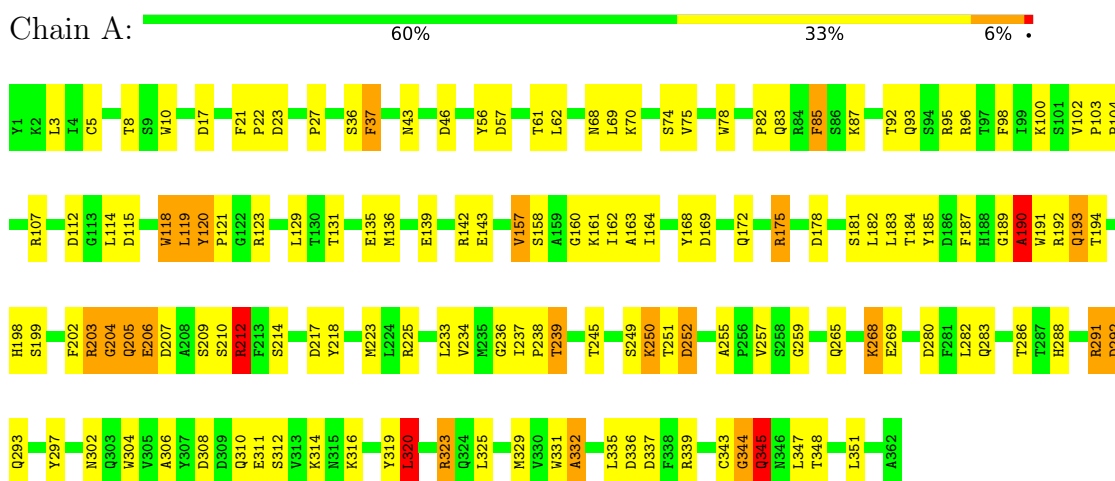 Chain A:
60% 33% 6% •
Y1 K2 L3 I4 C5 T8 S9 W10 D17 F21 P22 D23 P27 S36 F37 N43 D46 Y56 D57 T61 L62 N68 L69 K70 S74 V75 W78 P82 Q83 R84 F85 S86 K87 T92 Q93 S94 R95 R96 T97 F98 I99 K100 S101 V102 P103
R107 D112 G113 L114 D115 W118 L119 Y120 P121 G122 R123 L129 T130 T131 E135 M136 E139 R142 E143 V157 S158 A159 G160 K161 I162 A163 I164 Y168 D169 Q172 R175 D178 S181 L182 L183 T184 Y185 D186 F187 H188 G189 A190 W191 R192 Q193 T194
H198 S199 F202 R203 G204 Q205 E206 D207 A208 S209 S210 R212 F213 S214 D217 Y218 M223 L224 R225 L233 V234 M235 G236 I237 P238 T239 T245 S249 K250 T251 D252 A255 P256 V257 S258 G259 Q265 K268 E269 D280 F281 L282 Q283 T286 T287 H288 R291
Q293 Y297 N302 Q303 W304 V305 A306 Y307 D308 D309 Q310 E311 S312 V313 K314 N315 K316 Y319 L320 R323 Q324 L325 M329 V330 W331 A332 L335 D336 D337 F338 R339 C343 G344 Q345 N346 L347 T348 L351 A362